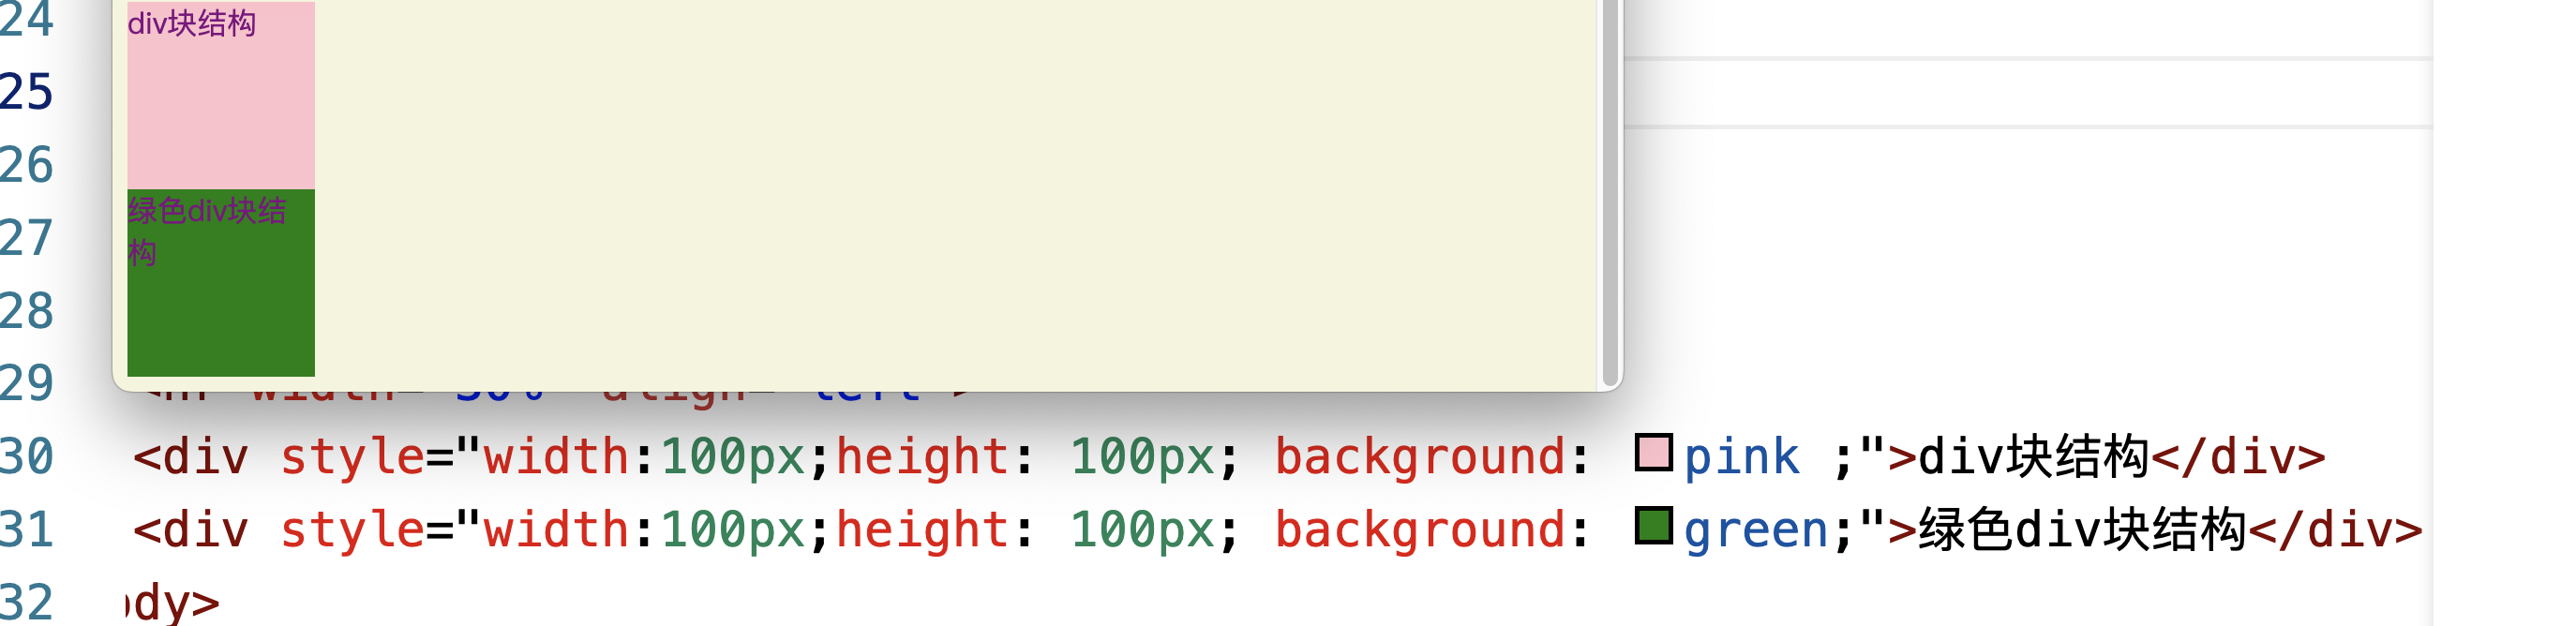 24
div块结构
25
26
绿色div块结
构
27
28
29
30 <div style="width:100px;height: 100px; background: pink ;">div块结构</div>
31 <div style="width:100px;height: 100px; background: green;">绿色div块结构</div>
32 dy>